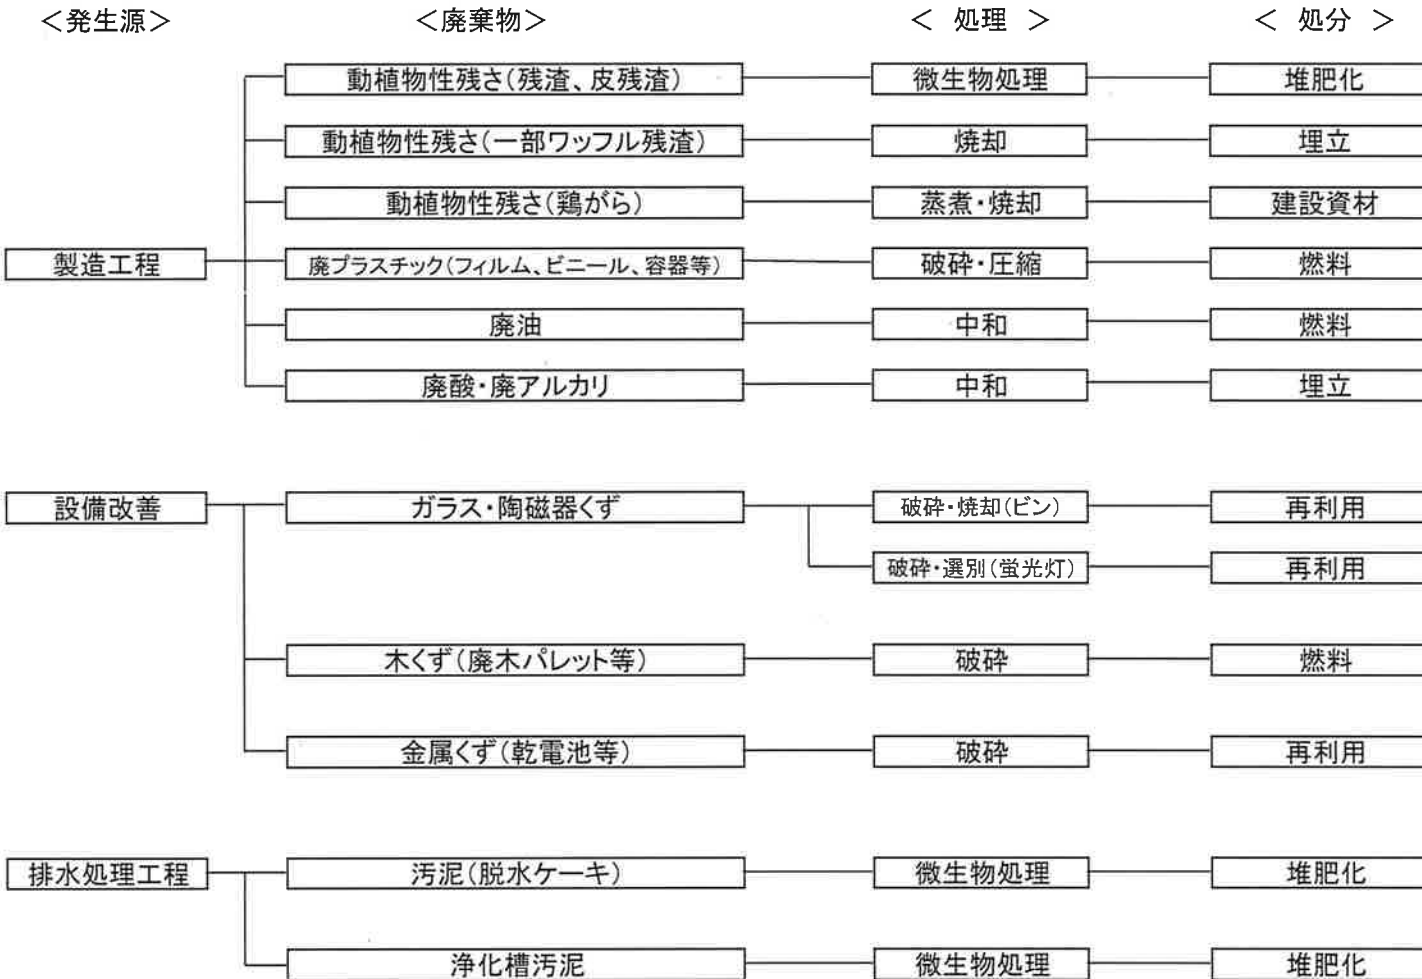 ＜発生源＞ ＜廃棄物＞ ＜ 処理 ＞ ＜ 処分 ＞
動植物性残さ(残渣、皮残渣) 微生物処理 堆肥化
動植物性残さ(一部ワッフル残渣) 焼却 埋立
動植物性残さ(鶏がら) 蒸煮・焼却 建設資材
製造工程 廃プラスチック(フィルム、ビニール、容器等) 破砕・圧縮 燃料
廃油 中和 燃料
廃酸・廃アルカリ 中和 埋立
設備改善 ガラス・陶磁器くず 破砕・焼却(ビン) 再利用
破砕・選別(蛍光灯) 再利用
木くず(廃木パレット等) 破砕 燃料
金属くず(乾電池等) 破砕 再利用
排水処理工程 汚泥(脱水ケーキ) 微生物処理 堆肥化
浄化槽汚泥 微生物処理 堆肥化